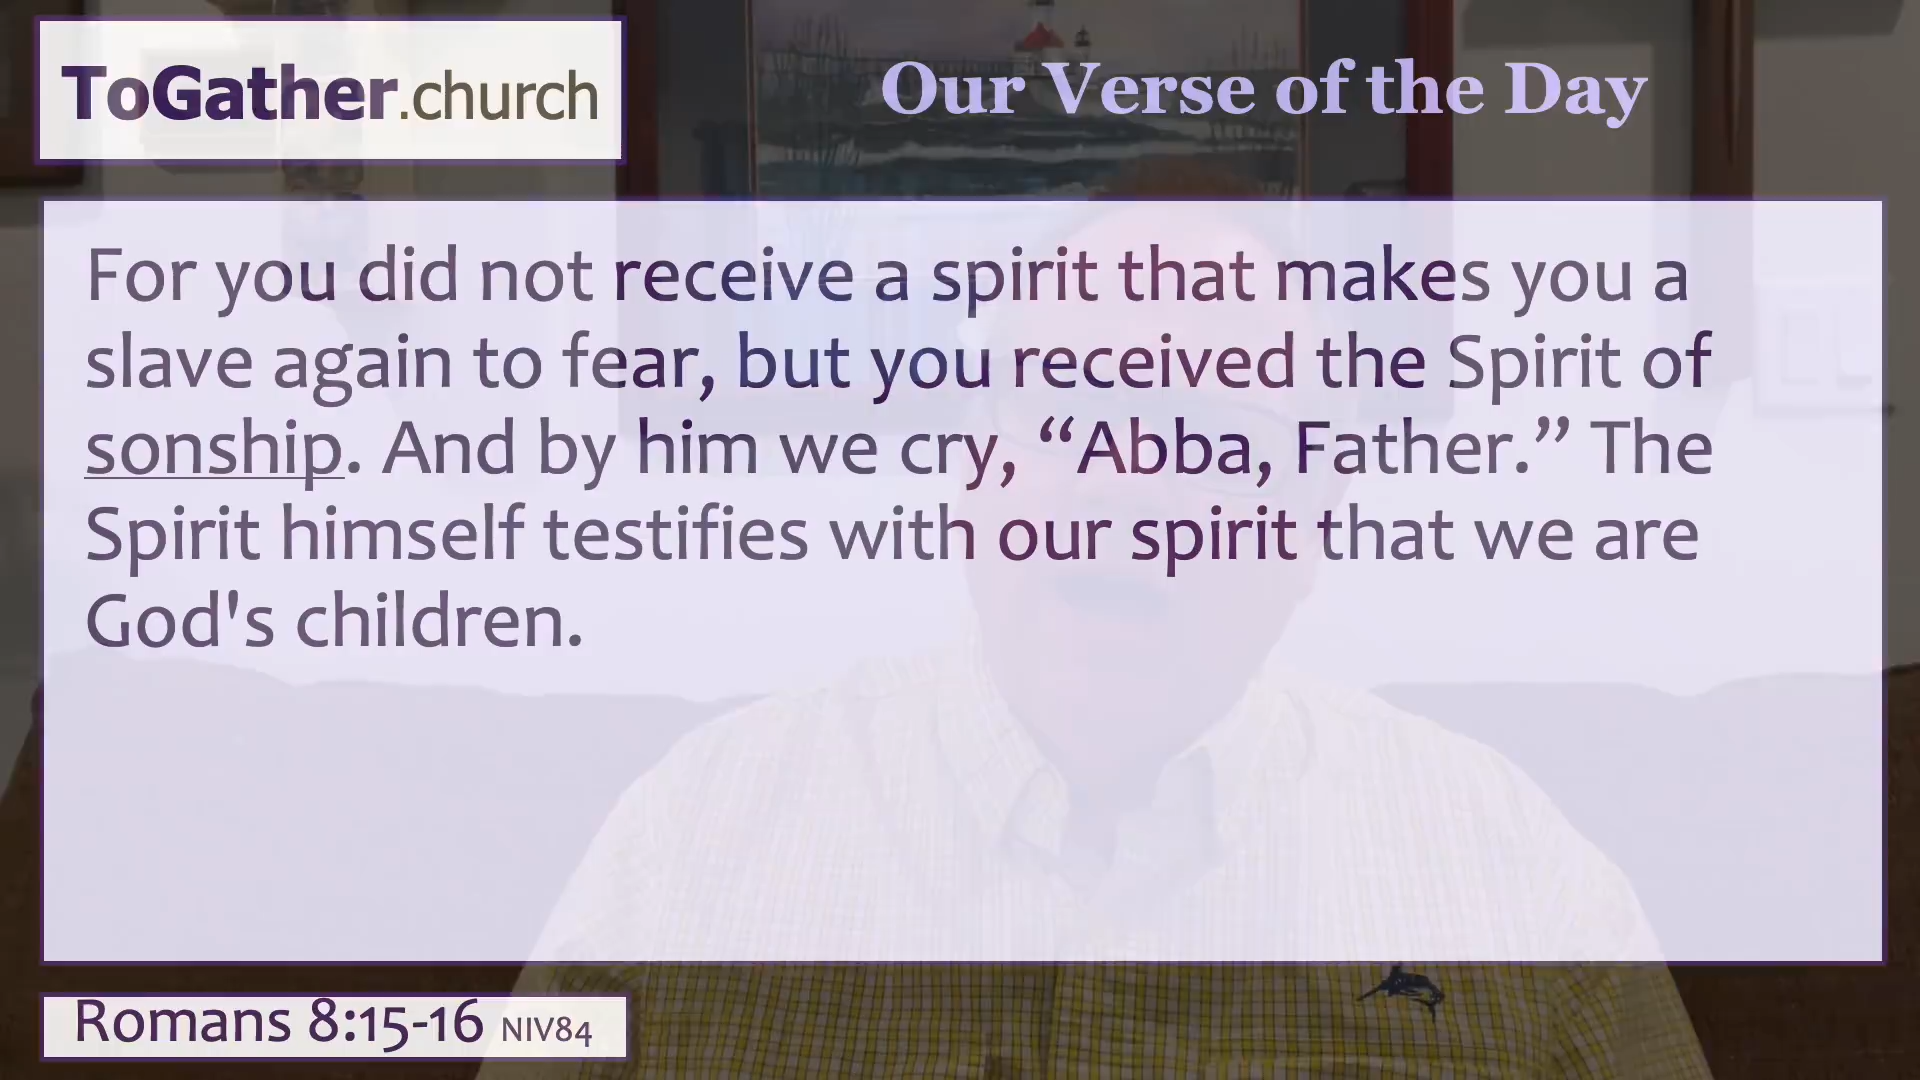 ToGather.church
Our Verse of the Day
For you did not receive a spirit that makes you a
slave again to fear, but you received the Spirit of
sonship. And by him we cry, “Abba, Father.” The
Spirit himself testifies with our spirit that we are
God's children.
Romans 8:15-16 NIV84